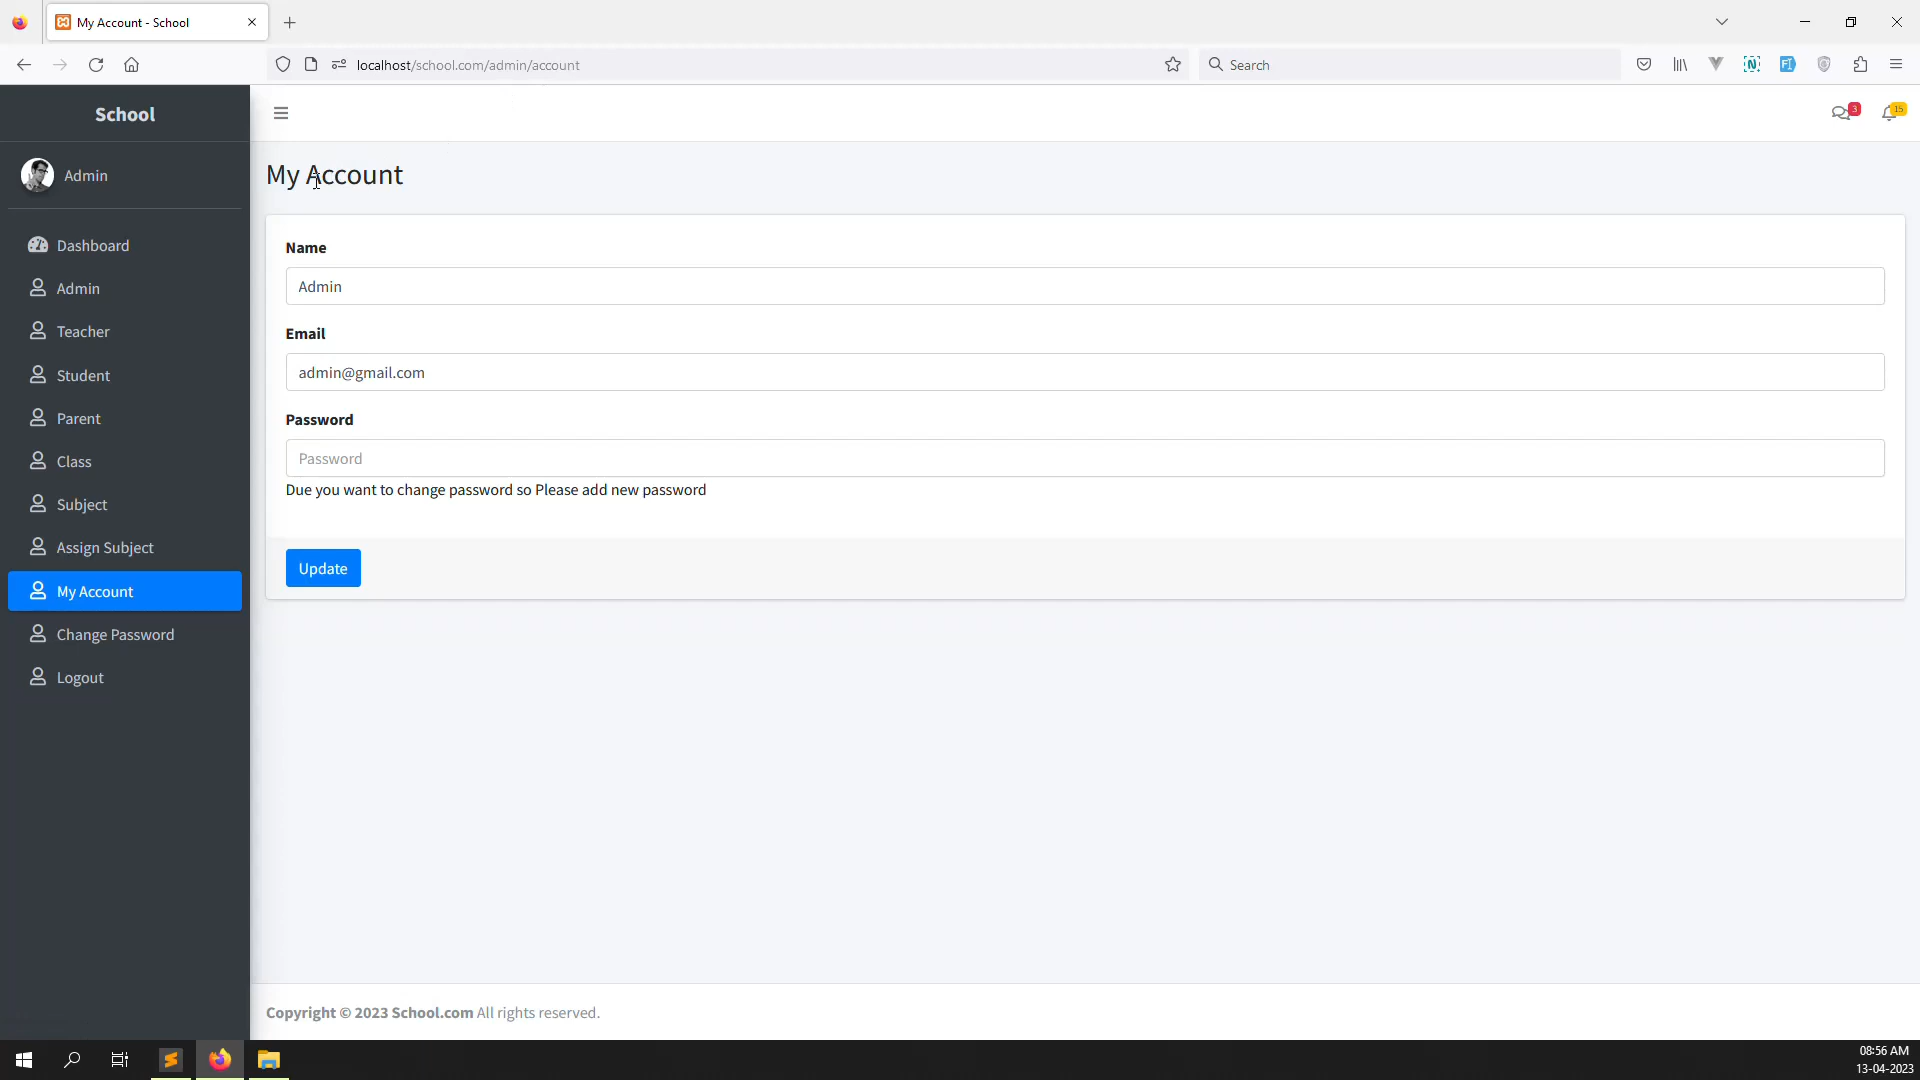 My Account - School
localhost/school.com/admin/account
Search
School
3
15
Admin
My Account
Dashboard
Admin
Teacher
Student
Parent
Class
Subject
Assign Subject
My Account
Change Password
Logout
Name
Admin
Email
admin@gmail.com
Password
Password
Due you want to change password so Please add new password
Update
Copyright © 2023 School.com All rights reserved.
08:56 AM
13-04-2023